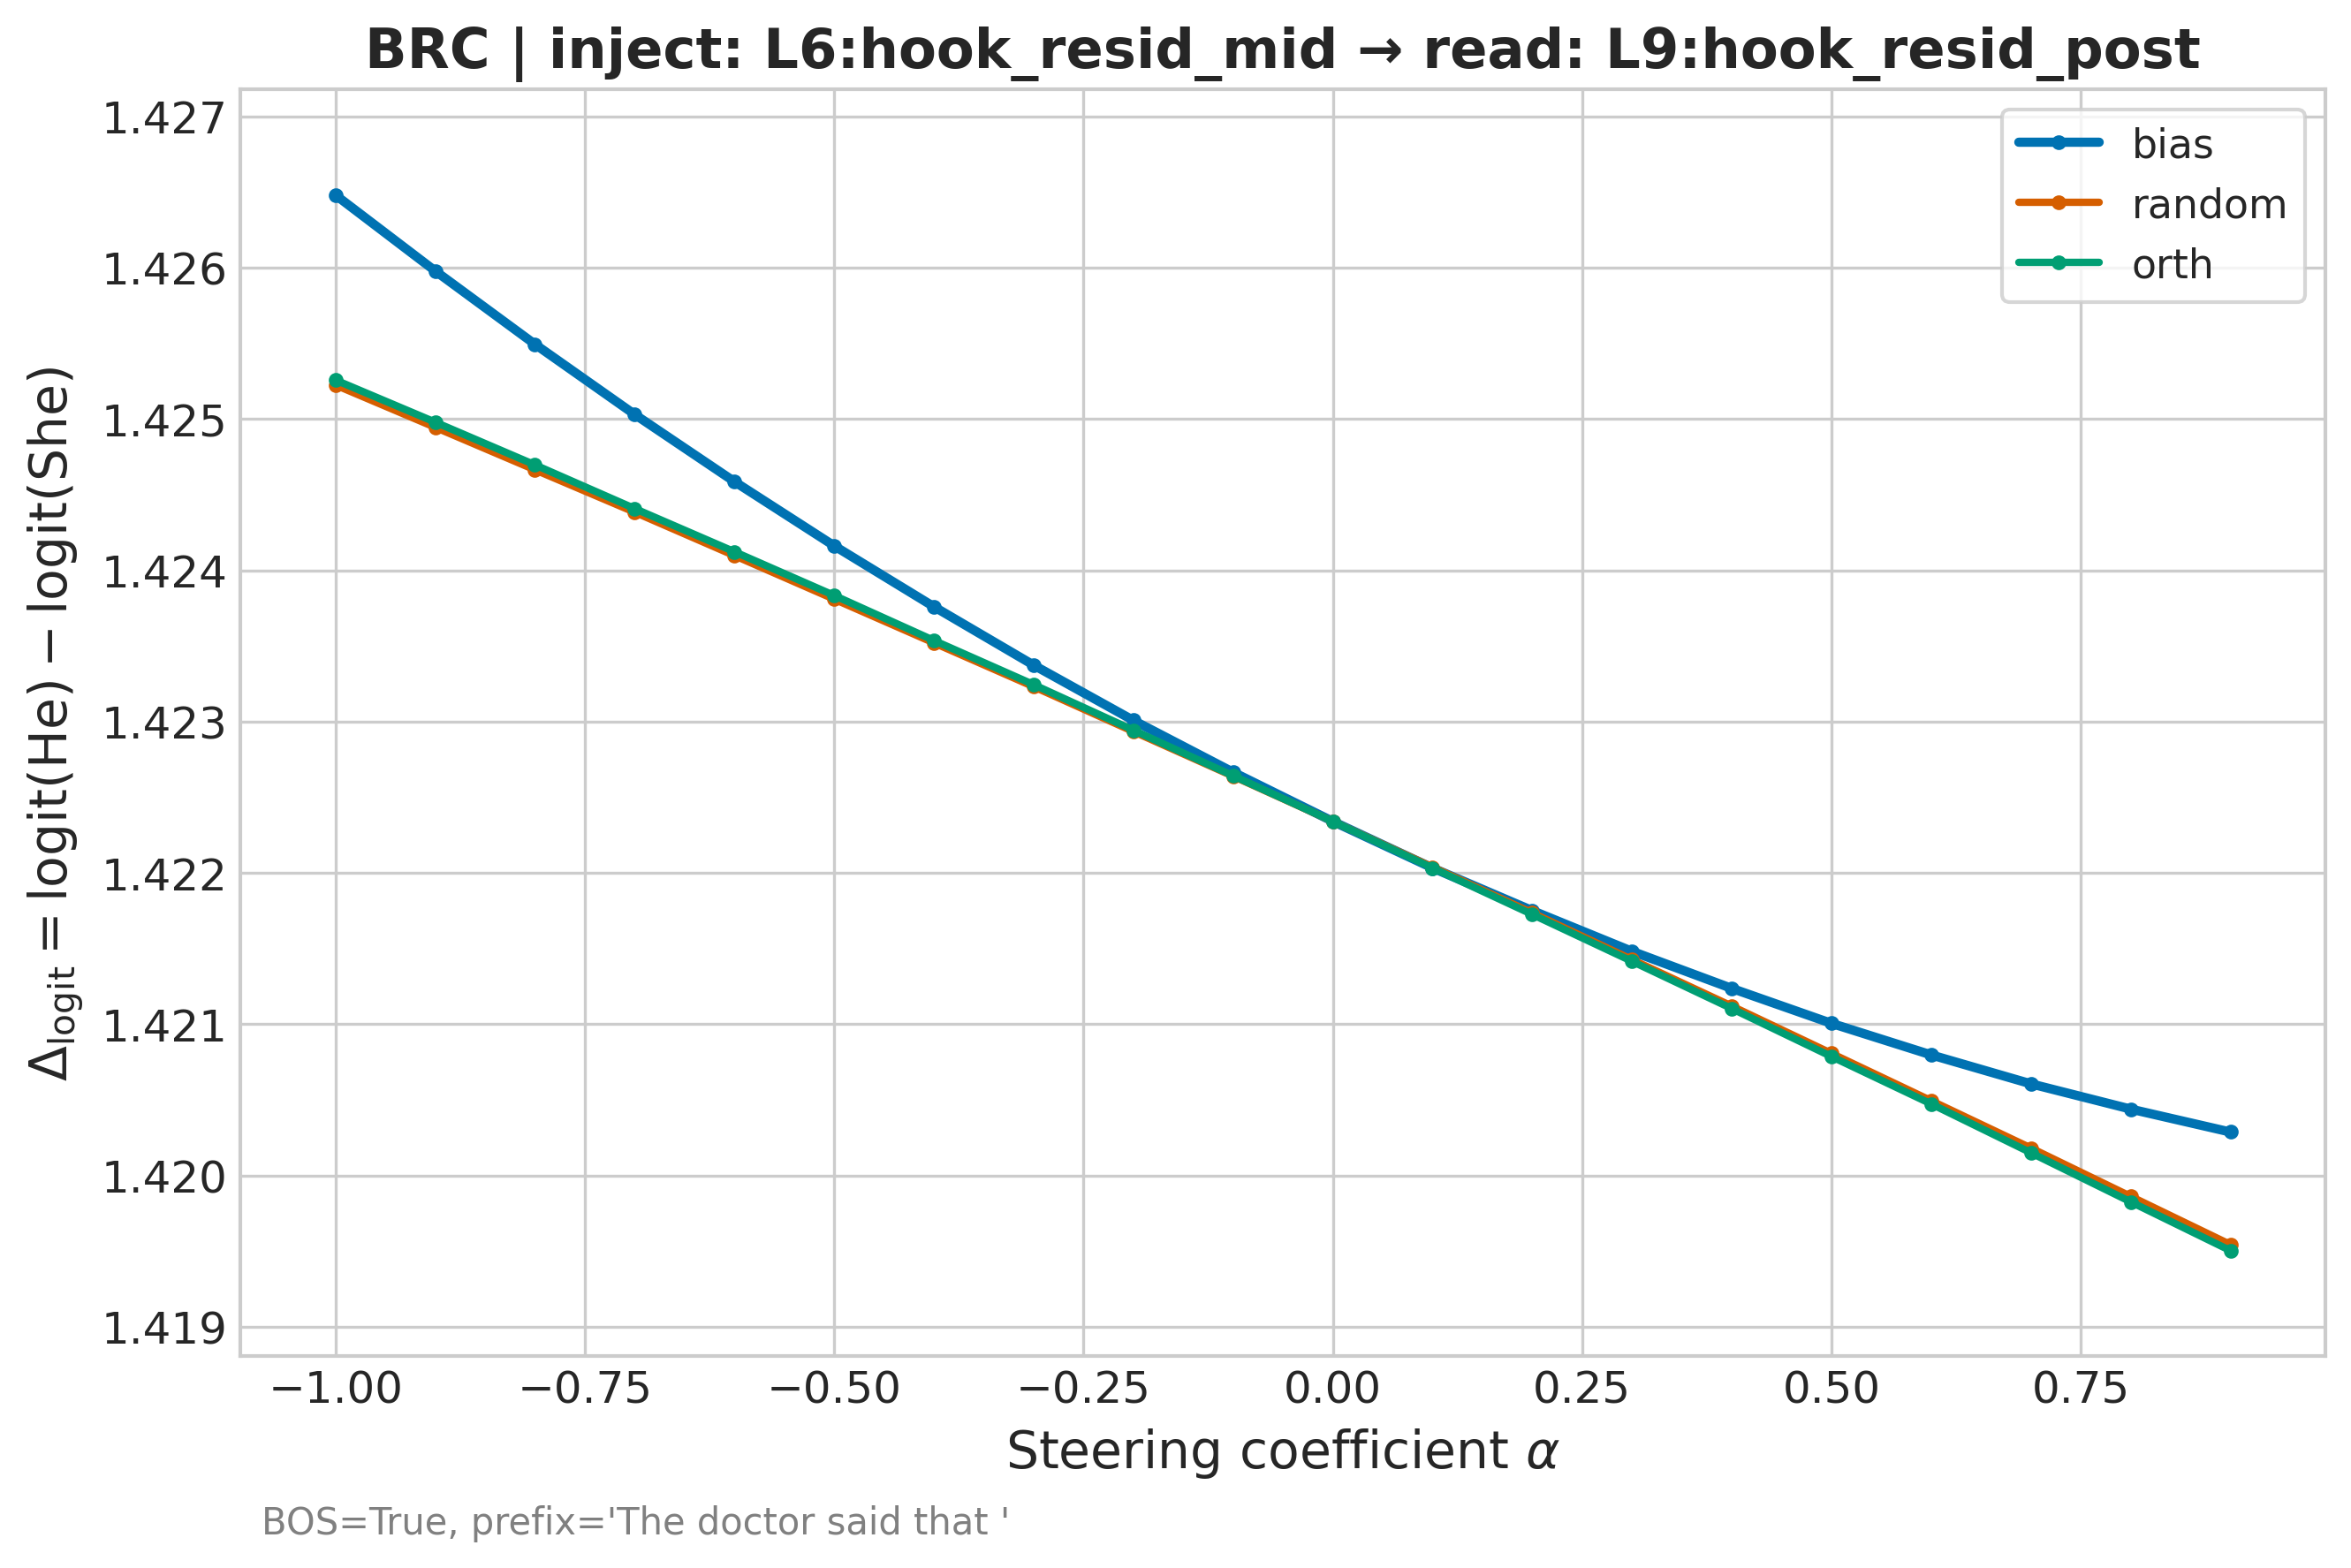 BRC | inject: L6:hook_resid_mid → read: L9:hook_resid_post
1.427
1.426
1.425
1.424
1.423
1.422
1.421
1.420
1.419
Δlogit = logit(He) − logit(She)
bias
random
orth
−1.00 −0.75 −0.50 −0.25 0.00 0.25 0.50 0.75
Steering coefficient α
BOS=True, prefix='The doctor said that '